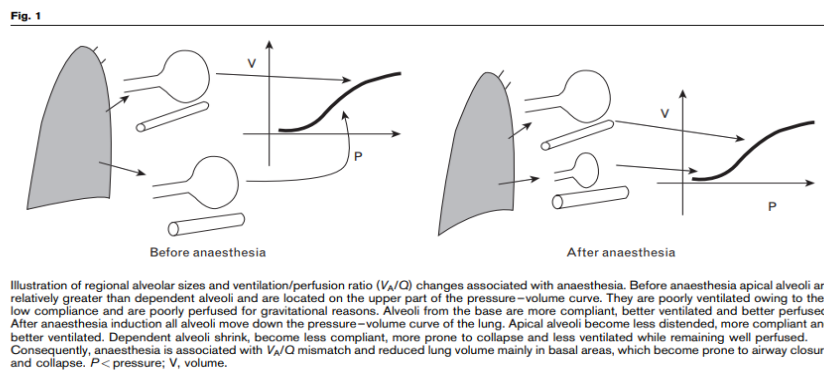 Fig. 1
V
P
Before anaesthesia
V
P
After anaesthesia
Illustration of regional alveolar sizes and ventilation/perfusion ratio (VA/Q) changes associated with anaesthesia. Before anaesthesia apical alveoli ar
relatively greater than dependent alveoli and are located on the upper part of the pressure–volume curve. They are poorly ventilated owing to the
low compliance and are poorly perfused for gravitational reasons. Alveoli from the base are more compliant, better ventilated and better perfused
After anaesthesia induction all alveoli move down the pressure–volume curve of the lung. Apical alveoli become less distended, more compliant an
better ventilated. Dependent alveoli shrink, become less compliant, more prone to collapse and less ventilated while remaining well perfused.
Consequently, anaesthesia is associated with VA/Q mismatch and reduced lung volume mainly in basal areas, which become prone to airway closur
and collapse. P < pressure; V, volume.